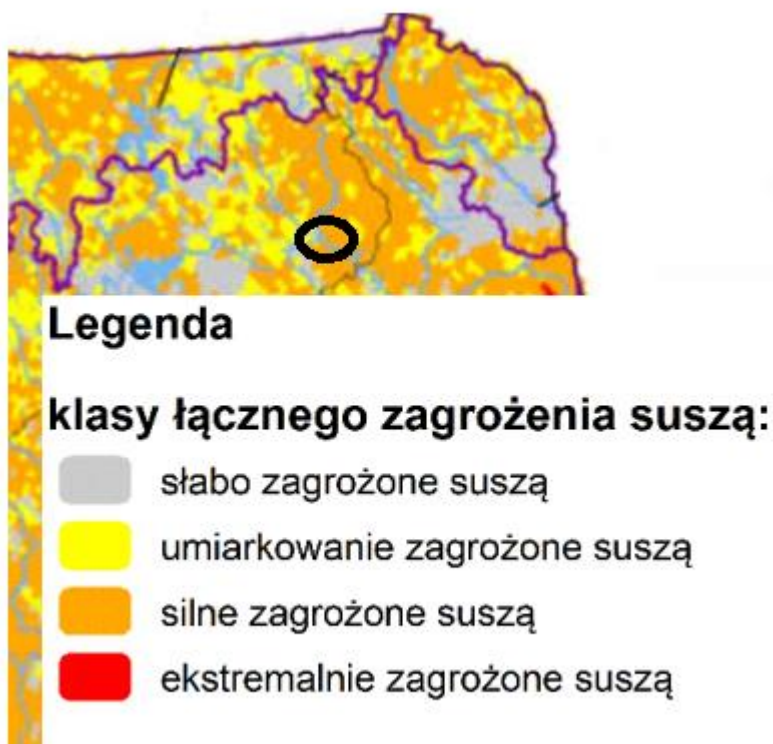 Legenda
klasy łącznego zagrożenia suszą:
słabo zagrożone suszą
umiarkowanie zagrożone suszą
silne zagrożone suszą
ekstremalnie zagrożone suszą